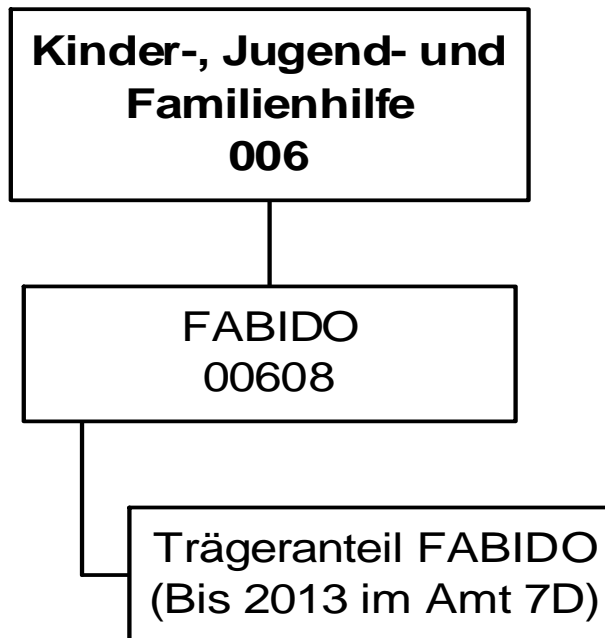 Kinder-, Jugend- und
Familienhilfe
006
FABIDO
00608
Trägeranteil FABIDO
(Bis 2013 im Amt 7D)